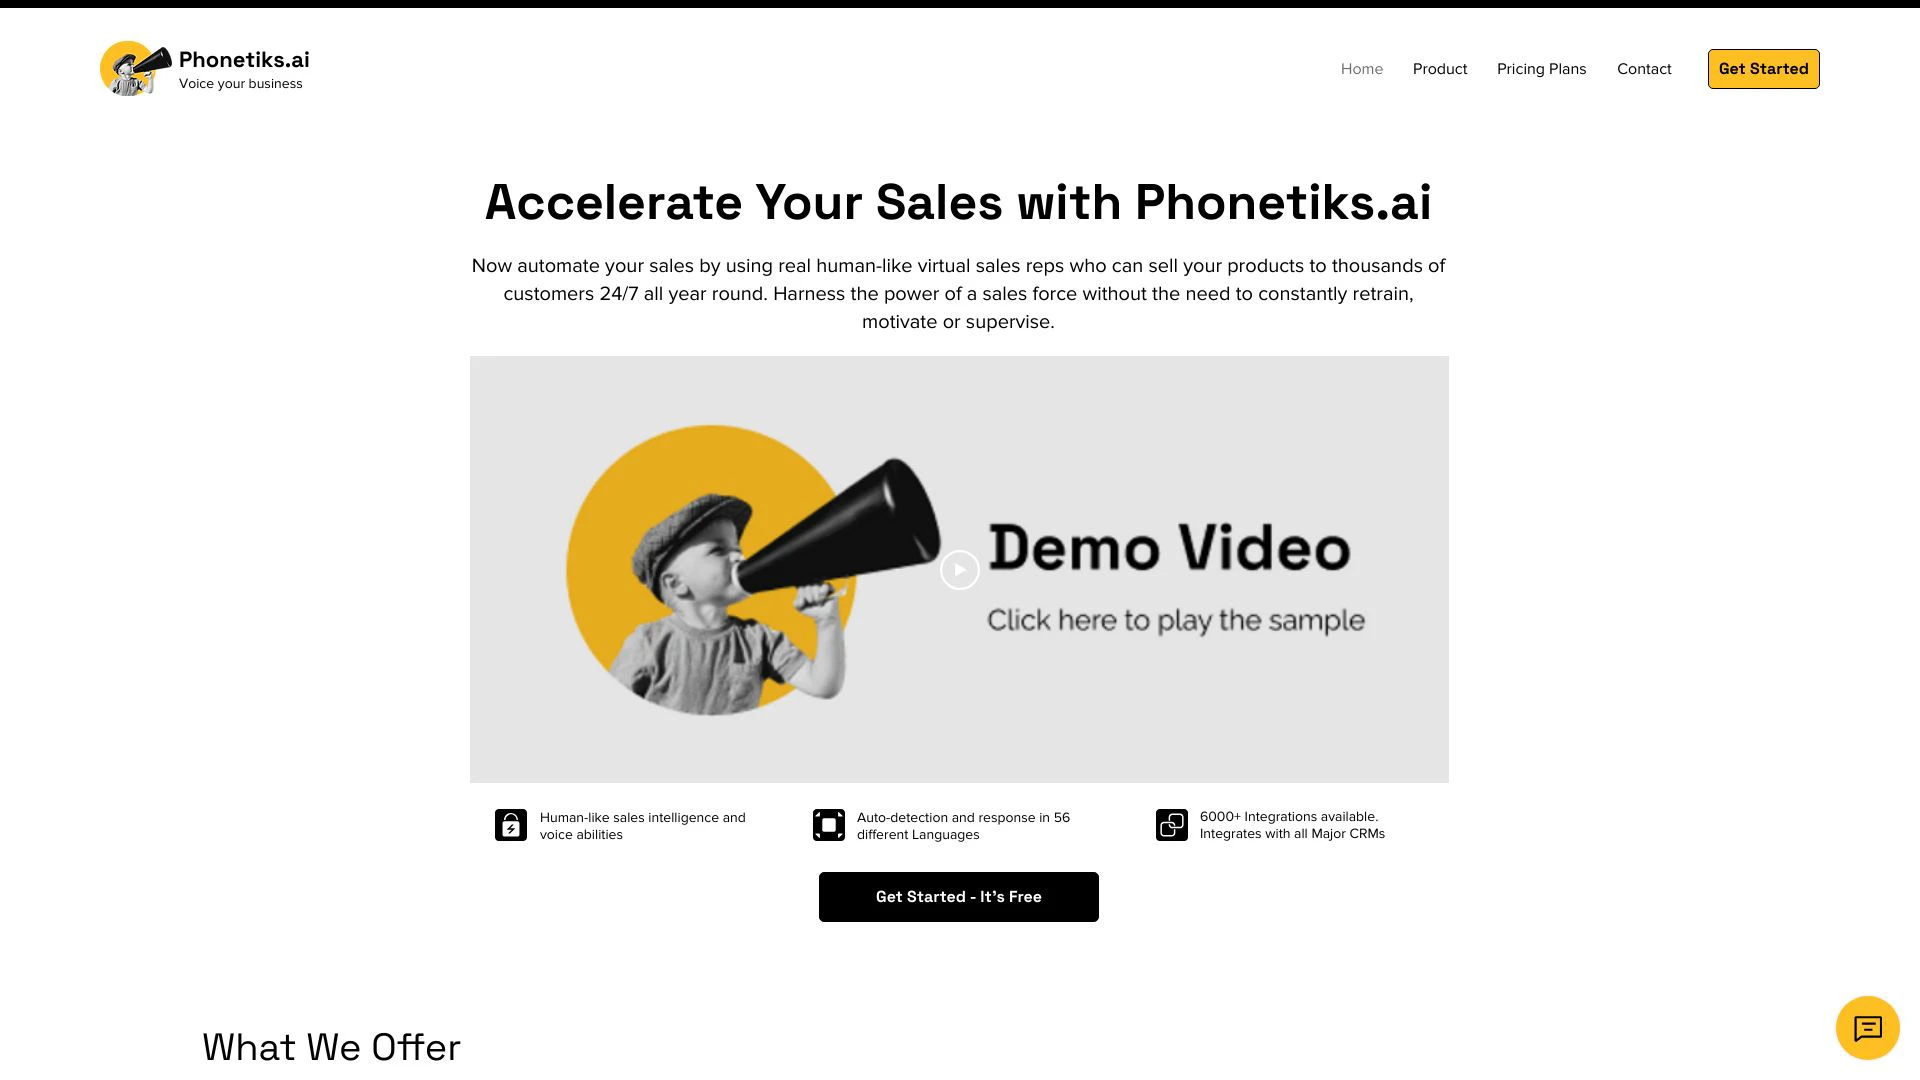 Phonetiks.ai
Voice your business
Home
Product
Pricing Plans
Contact
Get Started
Accelerate Your Sales with Phonetiks.ai
Now automate your sales by using real human-like virtual sales reps who can sell your products to thousands of
customers 24/7 all year round. Harness the power of a sales force without the need to constantly retrain,
motivate or supervise.
Demo Video
Click here to play the sample
Human-like sales intelligence and
voice abilities
Auto-detection and response in 56
different Languages
6000+ Integrations available.
Integrates with all Major CRMs
Get Started - It's Free
What We Offer